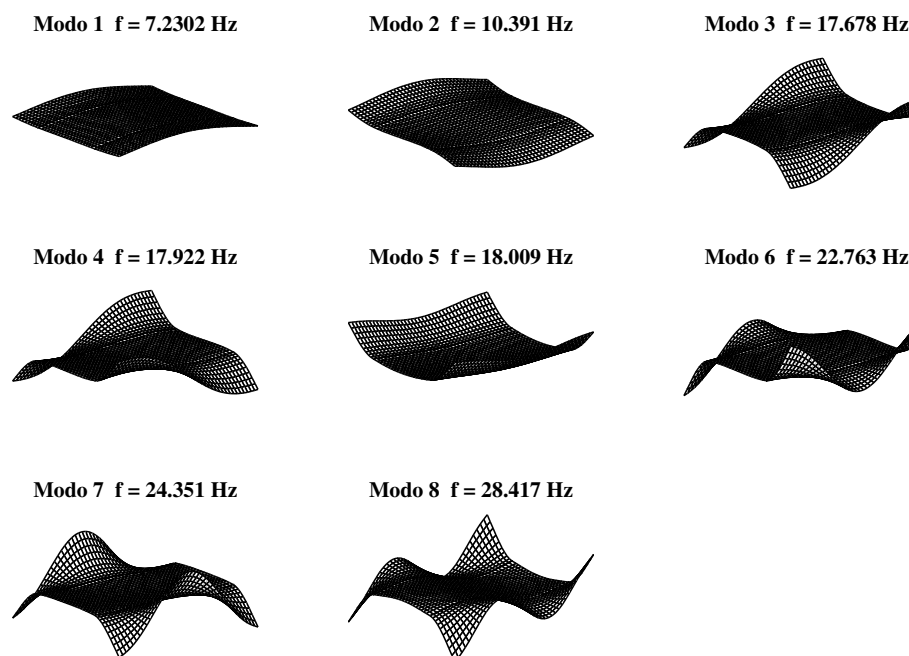 Modo 1  f = 7.2302 Hz
Modo 2  f = 10.391 Hz
Modo 3  f = 17.678 Hz
Modo 4  f = 17.922 Hz
Modo 5  f = 18.009 Hz
Modo 6  f = 22.763 Hz
Modo 7  f = 24.351 Hz
Modo 8  f = 28.417 Hz